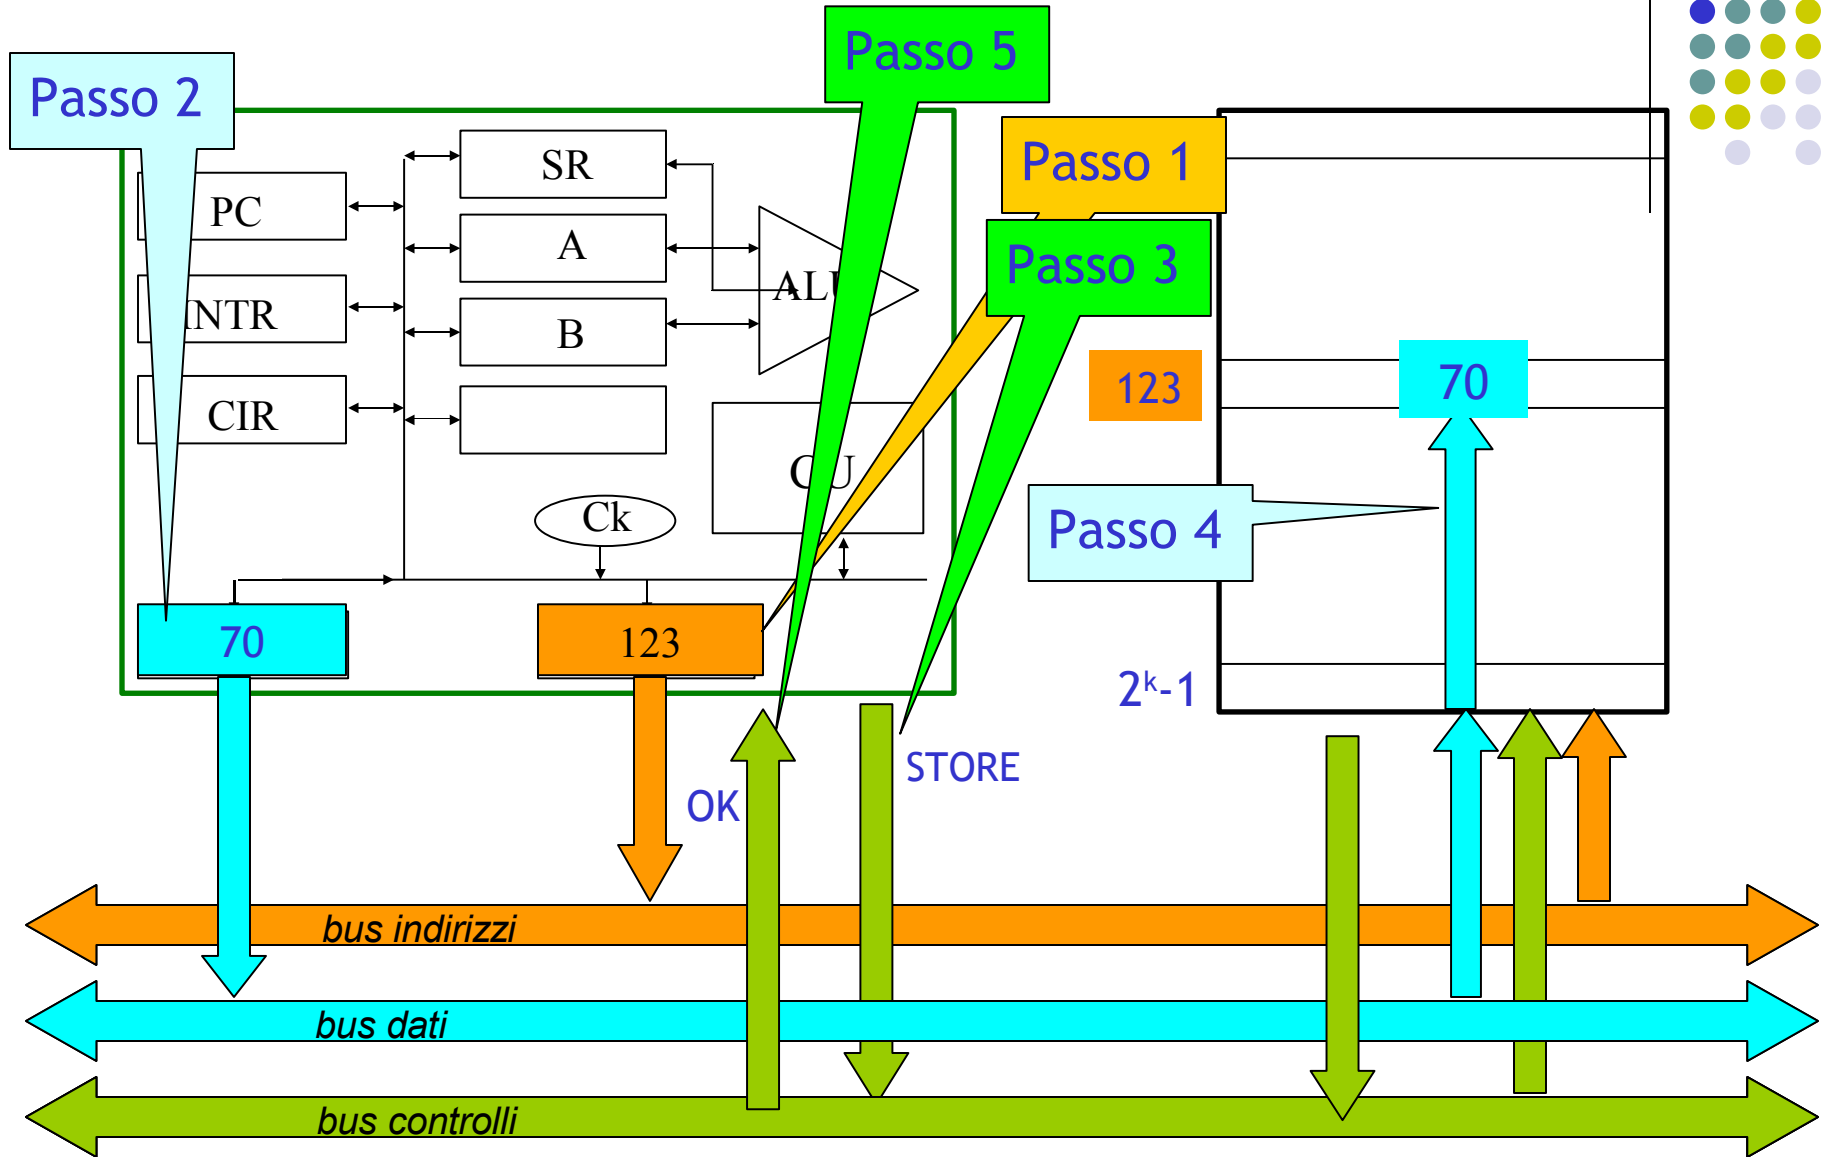 Passo 5
Passo 2
Passo 1
SR
PC
Passo 3
A
ALU
INTR
B
123
70
CIR
CU
Ck
Passo 4
70
123
2ᵏ-1
STORE
OK
bus indirizzi
bus dati
bus controlli